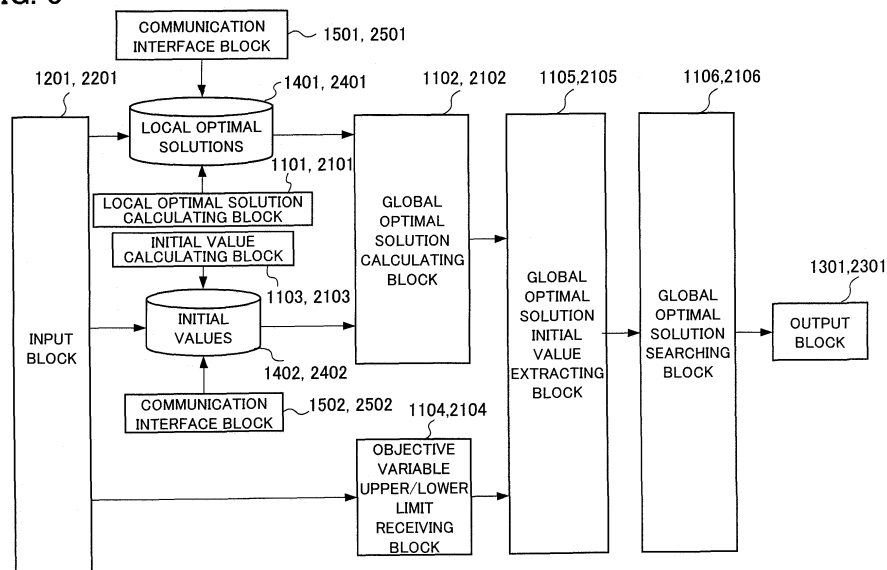 COMMUNICATION
INTERFACE BLOCK
1501, 2501
1201, 2201
1401, 2401
1102, 2102
1105,2105
1106,2106
LOCAL OPTIMAL
SOLUTIONS
1101, 2101
LOCAL OPTIMAL SOLUTION
CALCULATING BLOCK
INITIAL VALUE
CALCULATING BLOCK
1103, 2103
INITIAL
VALUES
1402, 2402
COMMUNICATION
INTERFACE BLOCK
1502, 2502
INPUT
BLOCK
GLOBAL
OPTIMAL
SOLUTION
CALCULATING
BLOCK
1104,2104
OBJECTIVE
VARIABLE
UPPER/LOWER
LIMIT
RECEIVING
BLOCK
GLOBAL
OPTIMAL
SOLUTION
INITIAL
VALUE
EXTRACTING
BLOCK
GLOBAL
OPTIMAL
SOLUTION
SEARCHING
BLOCK
1301,2301
OUTPUT
BLOCK